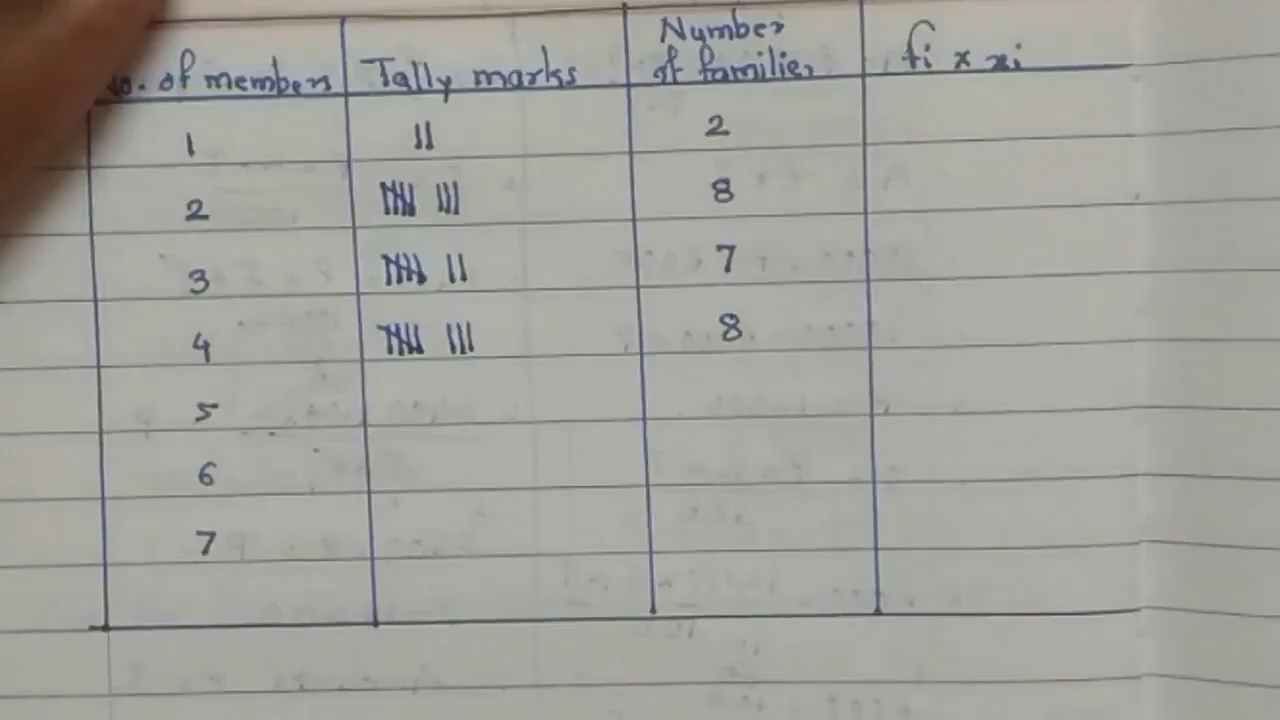 of members Tally marks Number of families fi × xi
1 || 2
2 |||| ||| 8
3 |||| || 7
4 |||| ||| 8
5
6
7